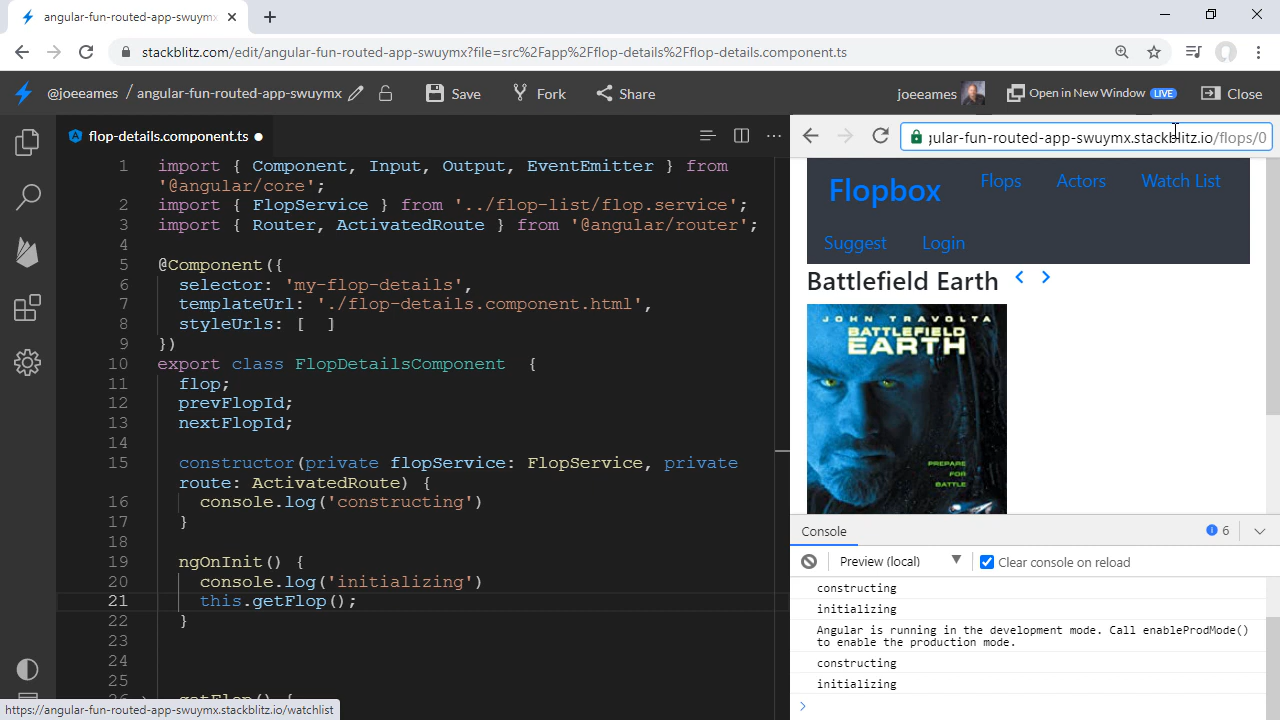 angular-fun-routed-app-swuymx
stackblitz.com/edit/angular-fun-routed-app-swuymx?file=src%2Fapp%2Fflop-details%2Fflop-details.component.ts
@joeeames / angular-fun-routed-app-swuymx Save Fork Share joeeames Open in New Window LIVE Close
flop-details.component.ts
1 import { Component, Input, Output, EventEmitter } from
'@angular/core';
2 import { FlopService } from '../flop-list/flop.service';
3 import { Router, ActivatedRoute } from '@angular/router';
4
5 @Component({
6 selector: 'my-flop-details',
7 templateUrl: './flop-details.component.html',
8 styleUrls: [  ]
9 })
10 export class FlopDetailsComponent  {
11 flop;
12 prevFlopId;
13 nextFlopId;
14
15 constructor(private flopService: FlopService, private
route: ActivatedRoute) {
16 console.log('constructing')
17 }
18
19 ngOnInit() {
20 console.log('initializing')
21 this.getFlop();
22 }
23
24
25
26 getFlop() {
https://angular-fun-routed-app-swuymx.stackblitz.io/watchlist
gular-fun-routed-app-swuymx.stackblitz.io/flops/0
Flopbox Flops Actors Watch List
Suggest Login
Battlefield Earth
JOHN TRAVOLTA
BATTLEFIELD
EARTH
PREPARE
FOR
BATTLE
Console 6
Preview (local) Clear console on reload
constructing
initializing
Angular is running in the development mode. Call enableProdMode()
to enable the production mode.
constructing
initializing